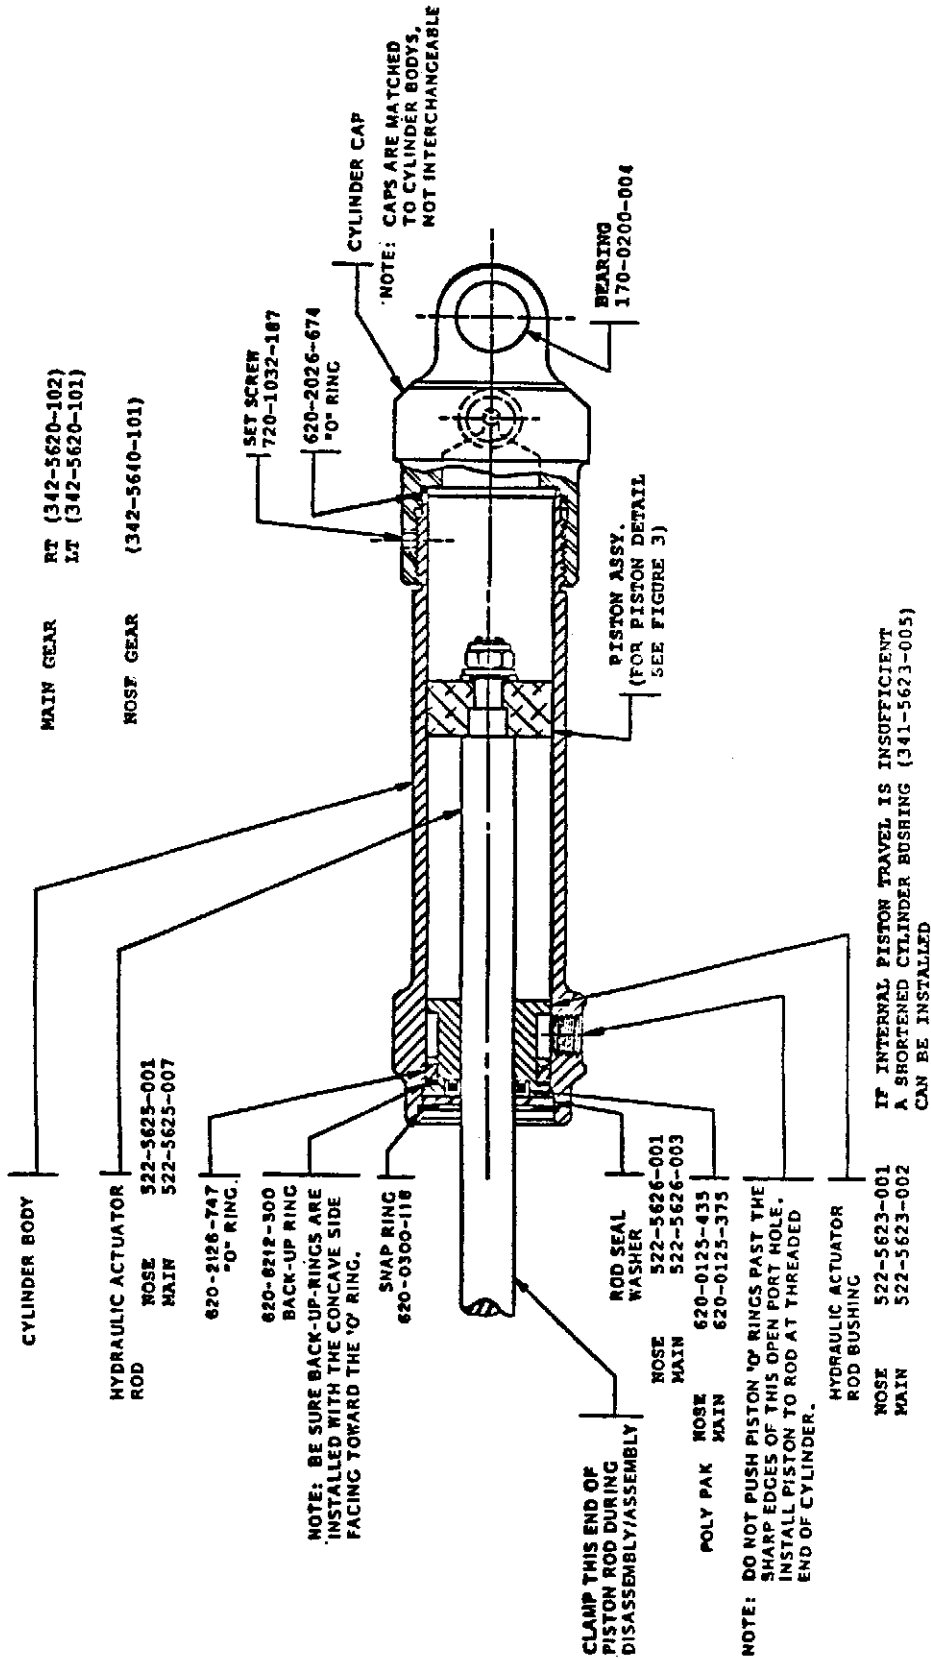 MAIN GEAR RT (342-5620-102)
LT (342-5620-101)
NOSE GEAR (342-5640-101)
CYLINDER BODY
HYDRAULIC ACTUATOR
ROD
NOSE 522-5625-001
MAIN 522-5625-007
620-2126-747
"O" RING.
620-8212-300
BACK-UP RING
NOTE: BE SURE BACK-UP-RINGS ARE
INSTALLED WITH THE CONCAVE SIDE
FACING TOWARD THE "O" RING.
SNAP RING
620-0300-118
SET SCREW
720-1032-187
620-2026-674
"O" RING
CYLINDER CAP
NOTE: CAPS ARE MATCHED
TO CYLINDER BODYS,
NOT INTERCHANGEABLE
BEARING
170-0200-004
PISTON ASSY.
(FOR PISTON DETAIL
SEE FIGURE 3)
CLAMP THIS END OF
PISTON ROD DURING
DISASSEMBLY/ASSEMBLY
ROD SEAL
WASHER
NOSE 522-5626-001
MAIN 522-5626-003
POLY PAK NOSE 620-0125-435
MAIN 620-0125-375
NOTE: DO NOT PUSH PISTON "O" RINGS PAST THE
SHARP EDGES OF THIS OPEN PORT HOLE.
INSTALL PISTON TO ROD AT THREADED
END OF CYLINDER.
HYDRAULIC ACTUATOR
ROD BUSHING
NOSE 522-5623-001
MAIN 522-5623-002
IF INTERNAL PISTON TRAVEL IS INSUFFICIENT
A SHORTENED CYLINDER BUSHING (341-5623-005)
CAN BE INSTALLED